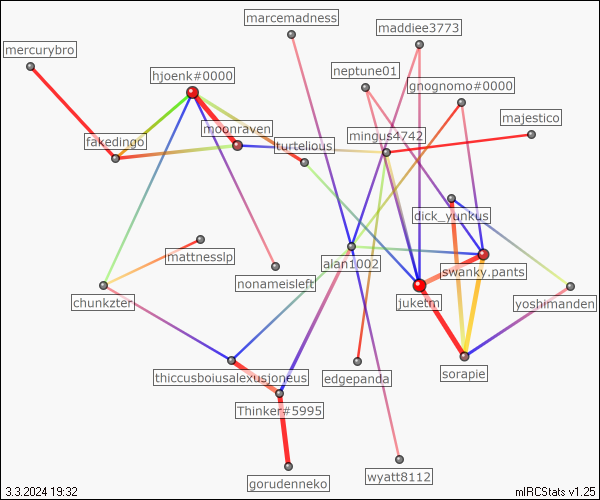 marcemadness
maddiee3773
mercurybro
hjoenk#0000
neptune01
gnognomo#0000
majestico
moonraven
fakedingo
turtelious
mingus4742
dick_yunkus
mattnesslp
alan1002
swanky.pants
nonameisleft
chunkzter
juketm
yoshimanden
thiccusboiusalexusjoneus
edgepanda
sorapie
Thinker#5995
gorudenneko
wyatt8112
3.3.2024 19:32
mIRCStats v1.25